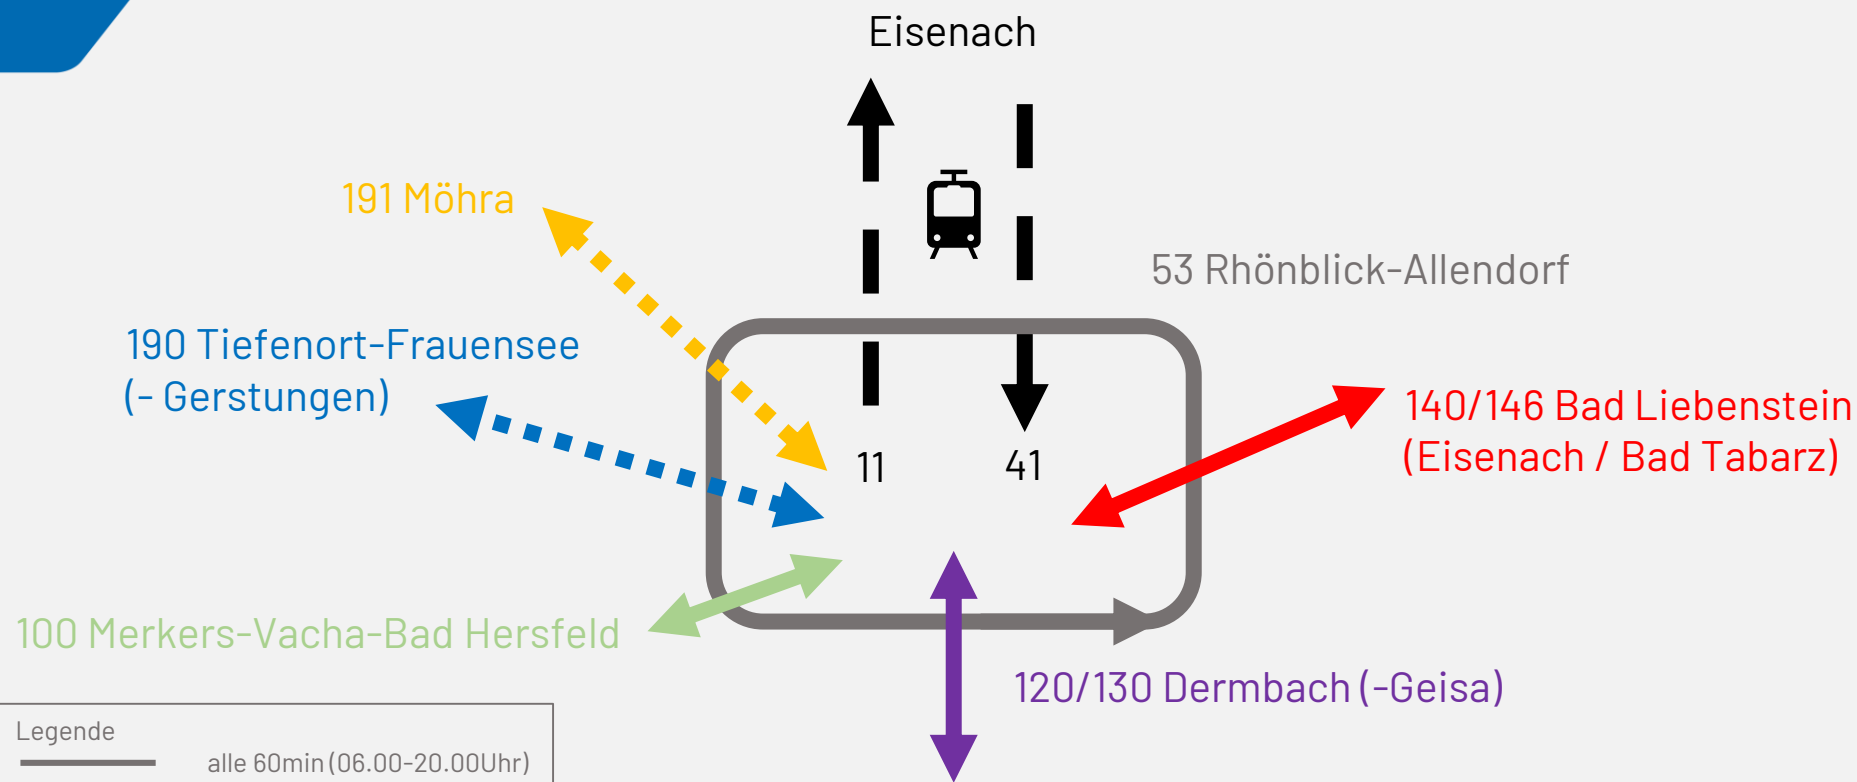 Eisenach
191 Möhra
53 Rhönblick-Allendorf
190 Tiefenort-Frauensee
(- Gerstungen)
140/146 Bad Liebenstein
(Eisenach / Bad Tabarz)
11
41
100 Merkers-Vacha-Bad Hersfeld
120/130 Dermbach (-Geisa)
Legende
alle 60min (06.00-20.00Uhr)